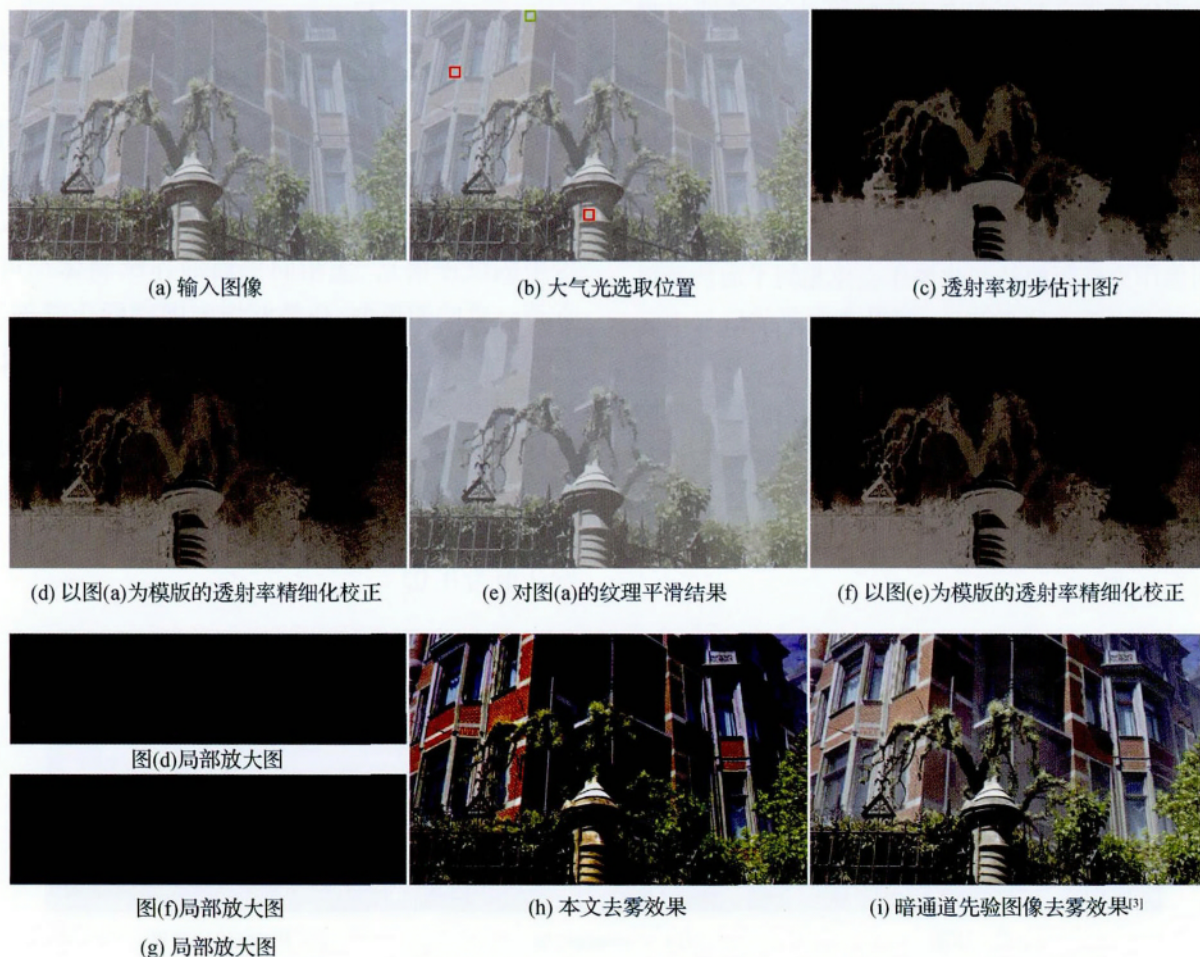 (a) 输入图像
(b) 大气光选取位置
(c) 透射率初步估计图t̃
(d) 以图(a)为模版的透射率精细化校正
(e) 对图(a)的纹理平滑结果
(f) 以图(e)为模版的透射率精细化校正
图(d)局部放大图
图(f)局部放大图
(g) 局部放大图
(h) 本文去雾效果
(i) 暗通道先验图像去雾效果[3]